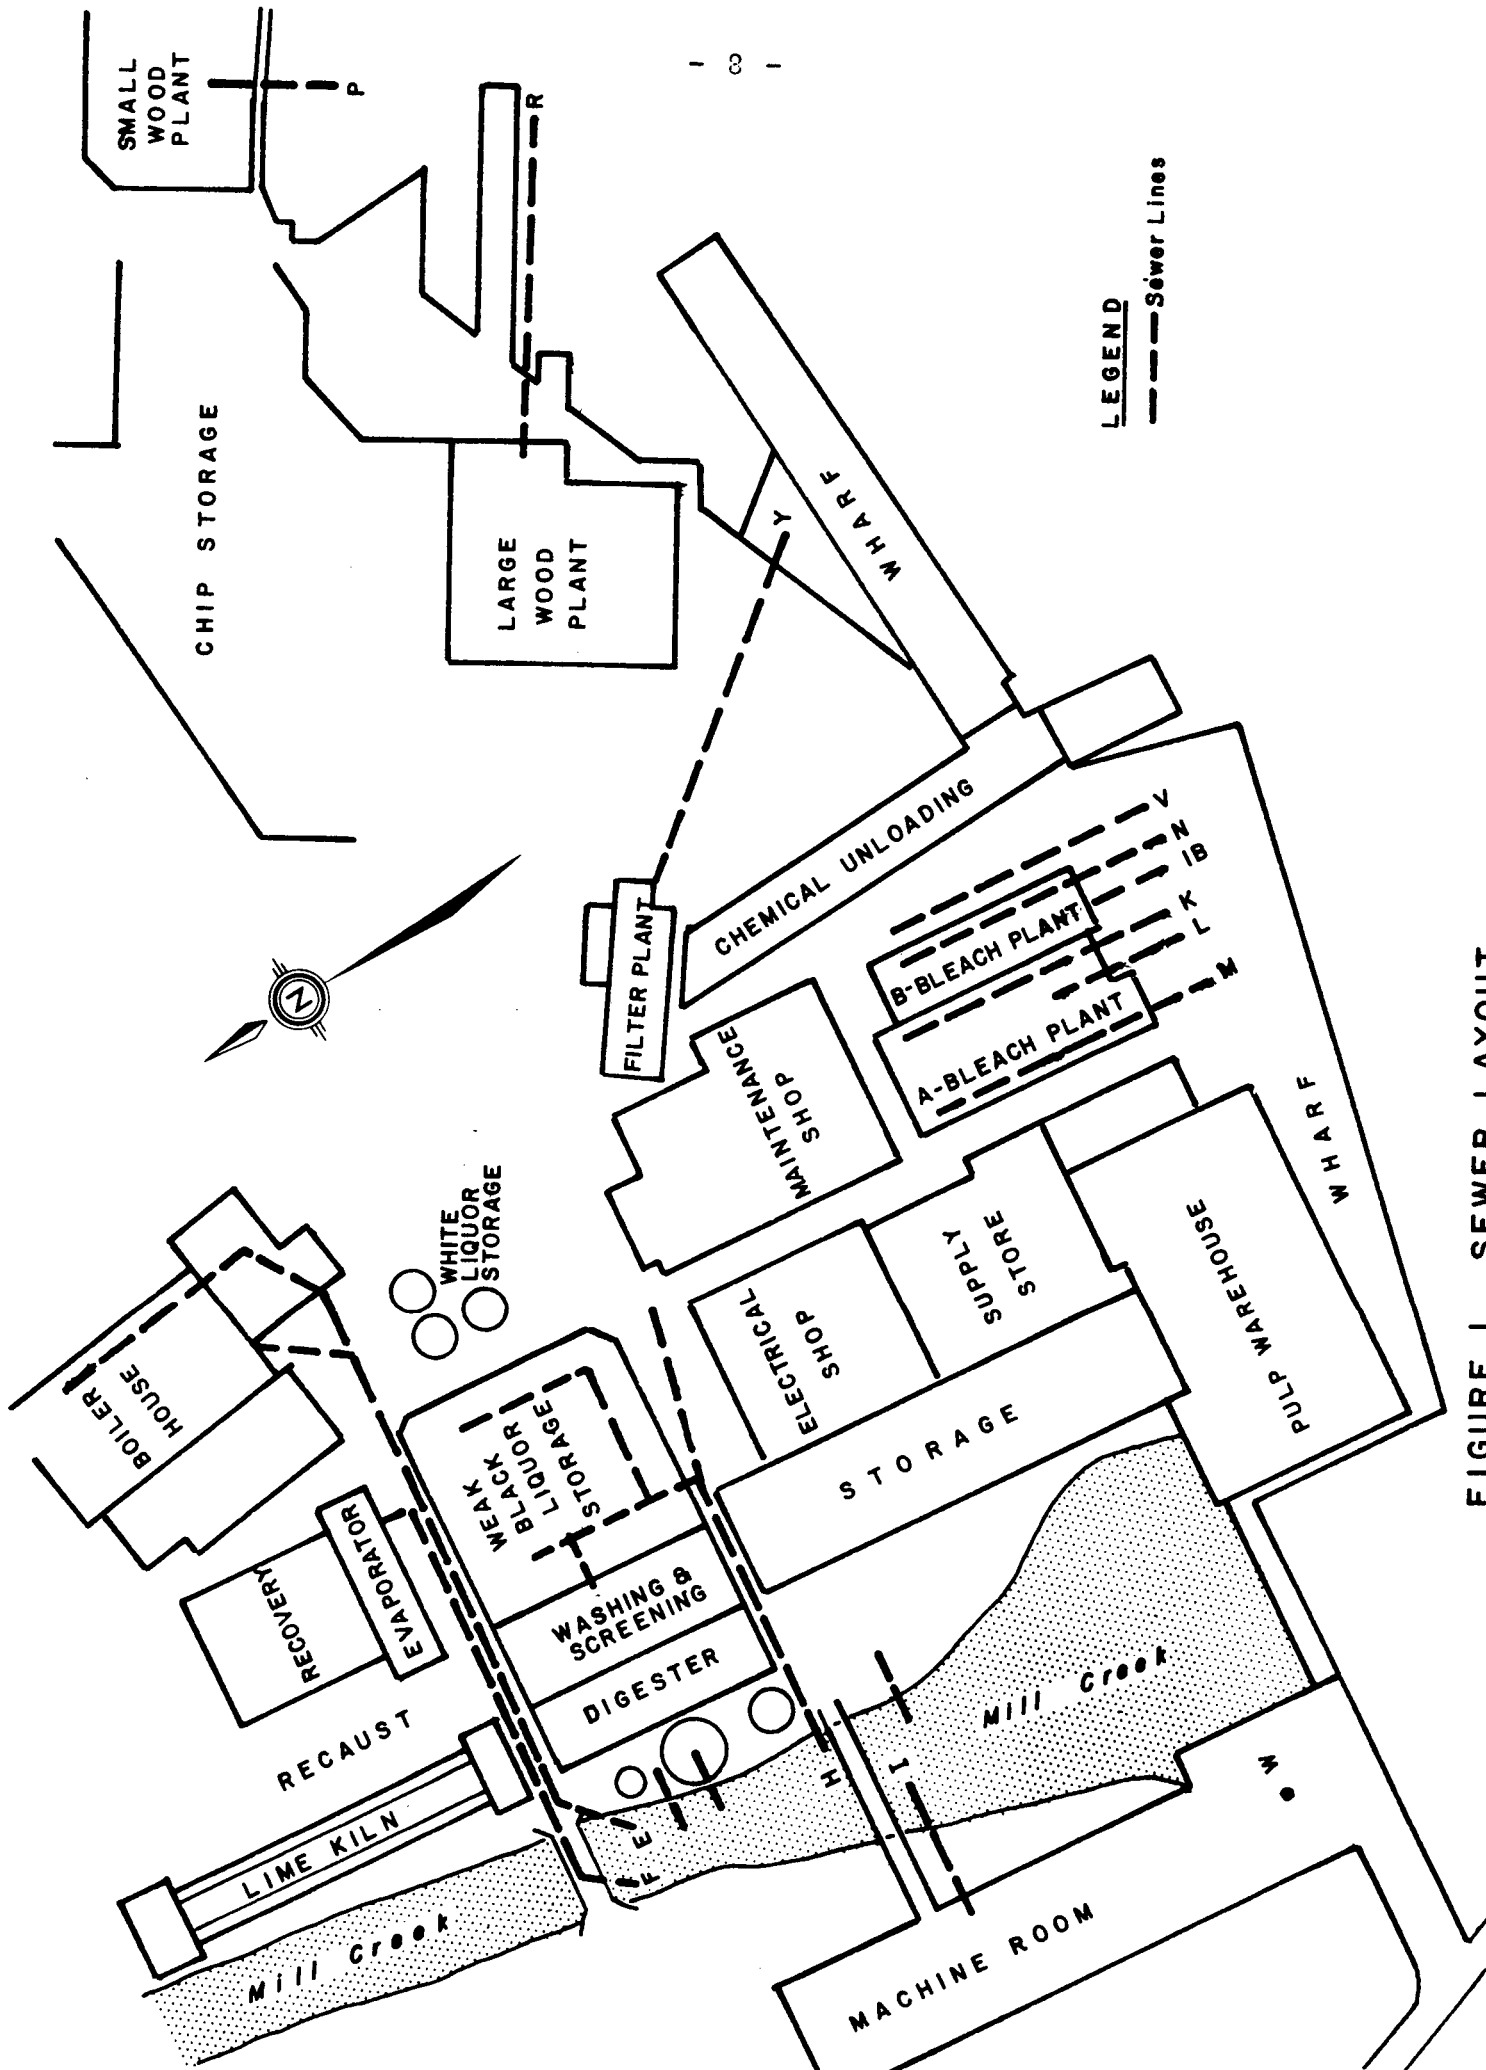 - 8 -
SMALL
WOOD
PLANT
P
R
CHIP STORAGE
LARGE
WOOD
PLANT
Y
WHARF
LEGEND
Sewer Lines
N
FILTER PLANT
CHEMICAL UNLOADING
V
N
IB
K
L
M
B-BLEACH PLANT
A-BLEACH PLANT
MAINTENANCE
SHOP
WHARF
WHITE
LIQUOR
STORAGE
BOILER
HOUSE
ELECTRICAL
SHOP
SUPPLY
STORE
PULP WAREHOUSE
STORAGE
WEAK
BLACK
LIQUOR
STORAGE
RECOVERY
EVAPORATOR
WASHING &
SCREENING
DIGESTER
RECAUST
LIME KILN
Mill Creek
Mill Creek
H
I
E
F
W
MACHINE ROOM
FIGURE I SEWER LAYOUT